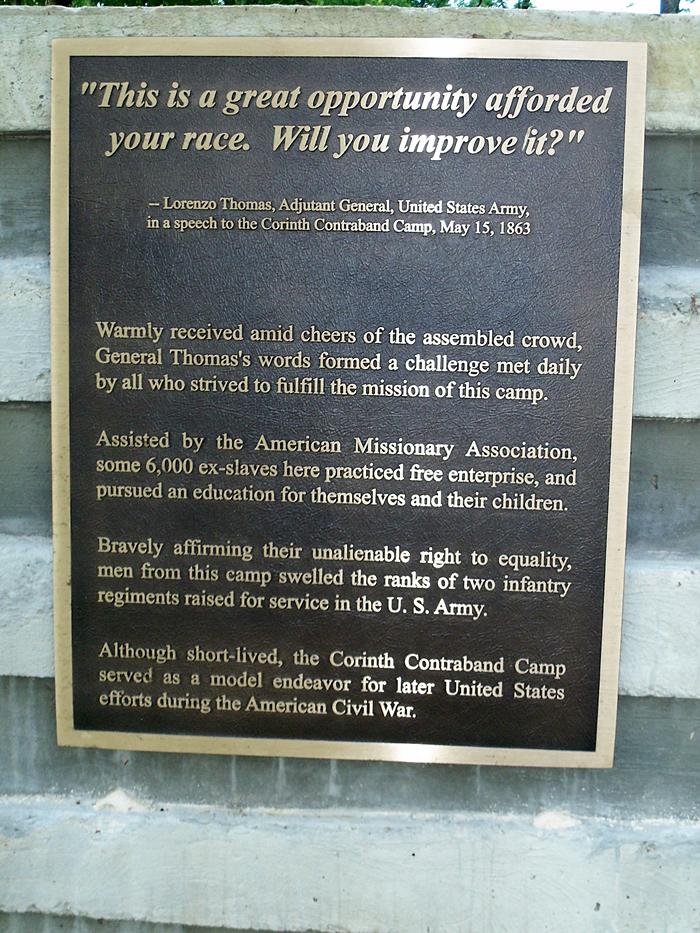 "This is a great opportunity afforded
your race. Will you improve it?"
-- Lorenzo Thomas, Adjutant General, United States Army,
in a speech to the Corinth Contraband Camp, May 15, 1863
Warmly received amid cheers of the assembled crowd,
General Thomas's words formed a challenge met daily
by all who strived to fulfill the mission of this camp.
Assisted by the American Missionary Association,
some 6,000 ex-slaves here practiced free enterprise, and
pursued an education for themselves and their children.
Bravely affirming their unalienable right to equality,
men from this camp swelled the ranks of two infantry
regiments raised for service in the U. S. Army.
Although short-lived, the Corinth Contraband Camp
served as a model endeavor for later United States
efforts during the American Civil War.